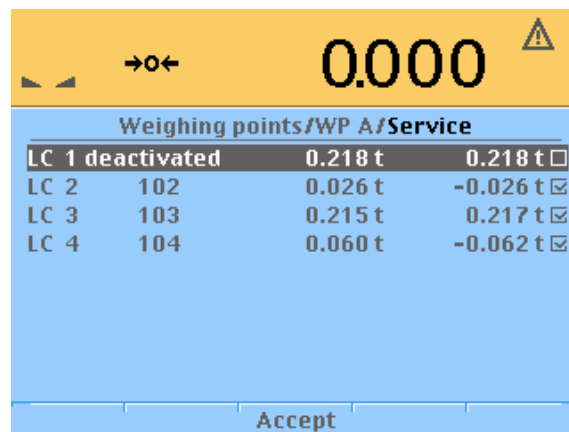 →0← 0.000
Weighing points/WP A/Service
LC 1 deactivated 0.218 t 0.218 t
LC 2 102 0.026 t -0.026 t
LC 3 103 0.215 t 0.217 t
LC 4 104 0.060 t -0.062 t
Accept